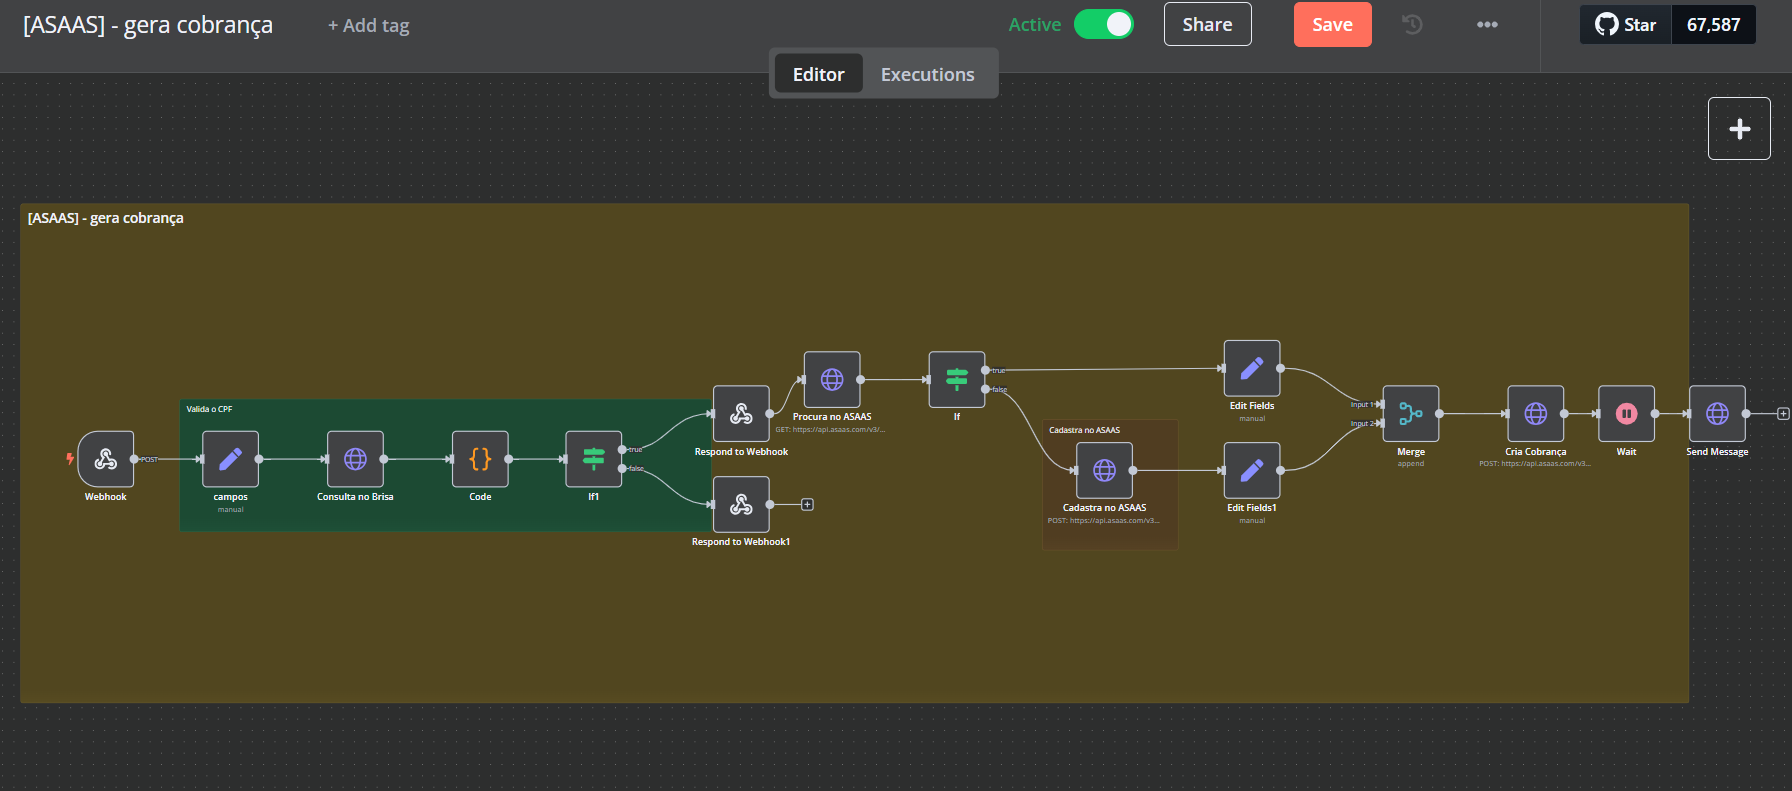 [ASAAS] - gera cobrança
+ Add tag
Active
Share
Save
Star
67,587
Editor
Executions
[ASAAS] - gera cobrança
Valida o CPF
Webhook
POST
campos
manual
Consulta no Brisa
Code
If1
true
false
Respond to Webhook
Respond to Webhook1
Procura no ASAAS
GET: https://api.asaas.com/v3/...
If
true
false
Cadastra no ASAAS
Cadastra no ASAAS
POST: https://api.asaas.com/v3...
Edit Fields
manual
Edit Fields1
manual
Input 1
Input 2
Merge
append
Cria Cobrança
POST: https://api.asaas.com/v3...
Wait
Send Message